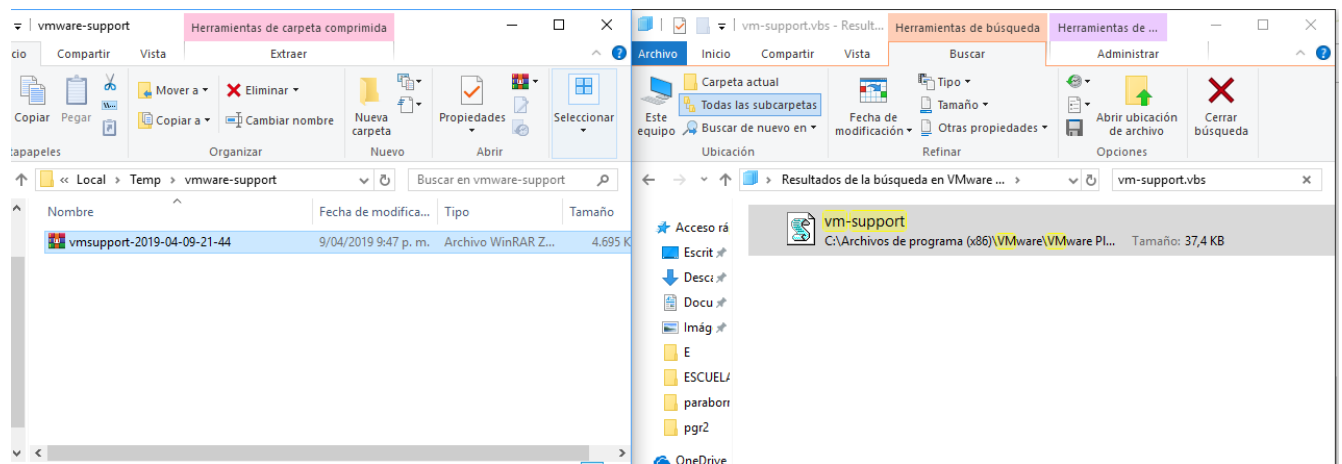 vmware-support
Herramientas de carpeta comprimida
cio Compartir Vista Extraer
Copiar Pegar
Mover a
Copiar a
Eliminar
Cambiar nombre
Nueva carpeta
Propiedades
Seleccionar
tapapeles Organizar Nuevo Abrir
« Local > Temp > vmware-support
Buscar en vmware-support
Nombre Fecha de modifica... Tipo Tamaño
vmsupport-2019-04-09-21-44 9/04/2019 9:47 p. m. Archivo WinRAR Z... 4.695 K
vm-support.vbs - Result...
Herramientas de búsqueda
Herramientas de ...
Archivo Inicio Compartir Vista Buscar Administrar
Este equipo
Carpeta actual
Todas las subcarpetas
Buscar de nuevo en
Fecha de modificación
Tipo
Tamaño
Otras propiedades
Abrir ubicación de archivo
Cerrar búsqueda
Ubicación Refinar Opciones
Resultados de la búsqueda en VMware ... >
vm-support.vbs
Acceso rá
Escrit
Desca
Docu
Imág
E
ESCUELA
paraborr
pgr2
OneDrive
vm-support
C:\Archivos de programa (x86)\VMware\VMware Pl... Tamaño: 37,4 KB